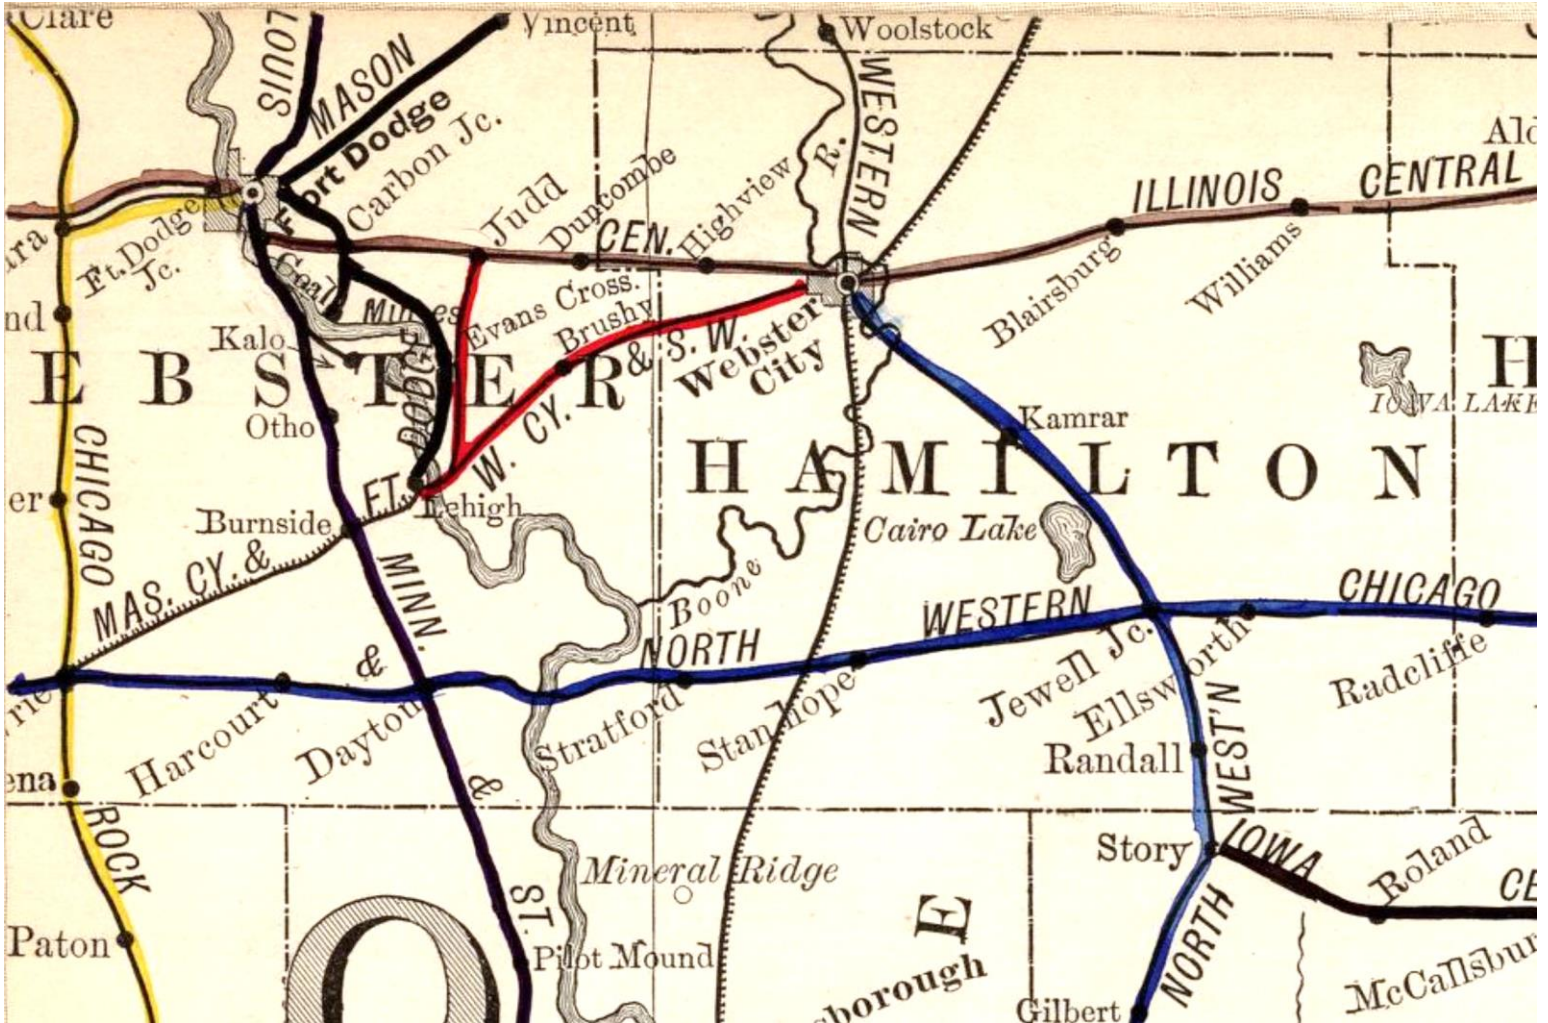 Clare
LOUIS
MASON
Vincent
Woolstock
WESTERN
R.
Fort Dodge
Carbon Jc.
Judd
Duncombe
Highview
CEN.
ILLINOIS
CENTRAL
Ft. Dodge
Jc.
Coal
Mines
Evans Cross.
Brushy
& S. W.
Webster
City
Blairsburg
Williams
Kalo
WEBSTER
Otho
DODGE
W. CY.
Kamrar
IOWA LAKE
HAMILTON
H
CHICAGO
FT.
Lehigh
Burnside
MAS. CY. &
Cairo Lake
Boone
MINN.
&
NORTH
WESTERN
CHICAGO
Harcourt
Dayton
Stratford
Stanhope
Jewell Jc.
Ellsworth
Radcliffe
Randall
WEST'N
&
ROCK
Story
IOWA
Roland
Mineral Ridge
ST.
O
E
Paton
Pilot Mound
NORTH
Gilbert